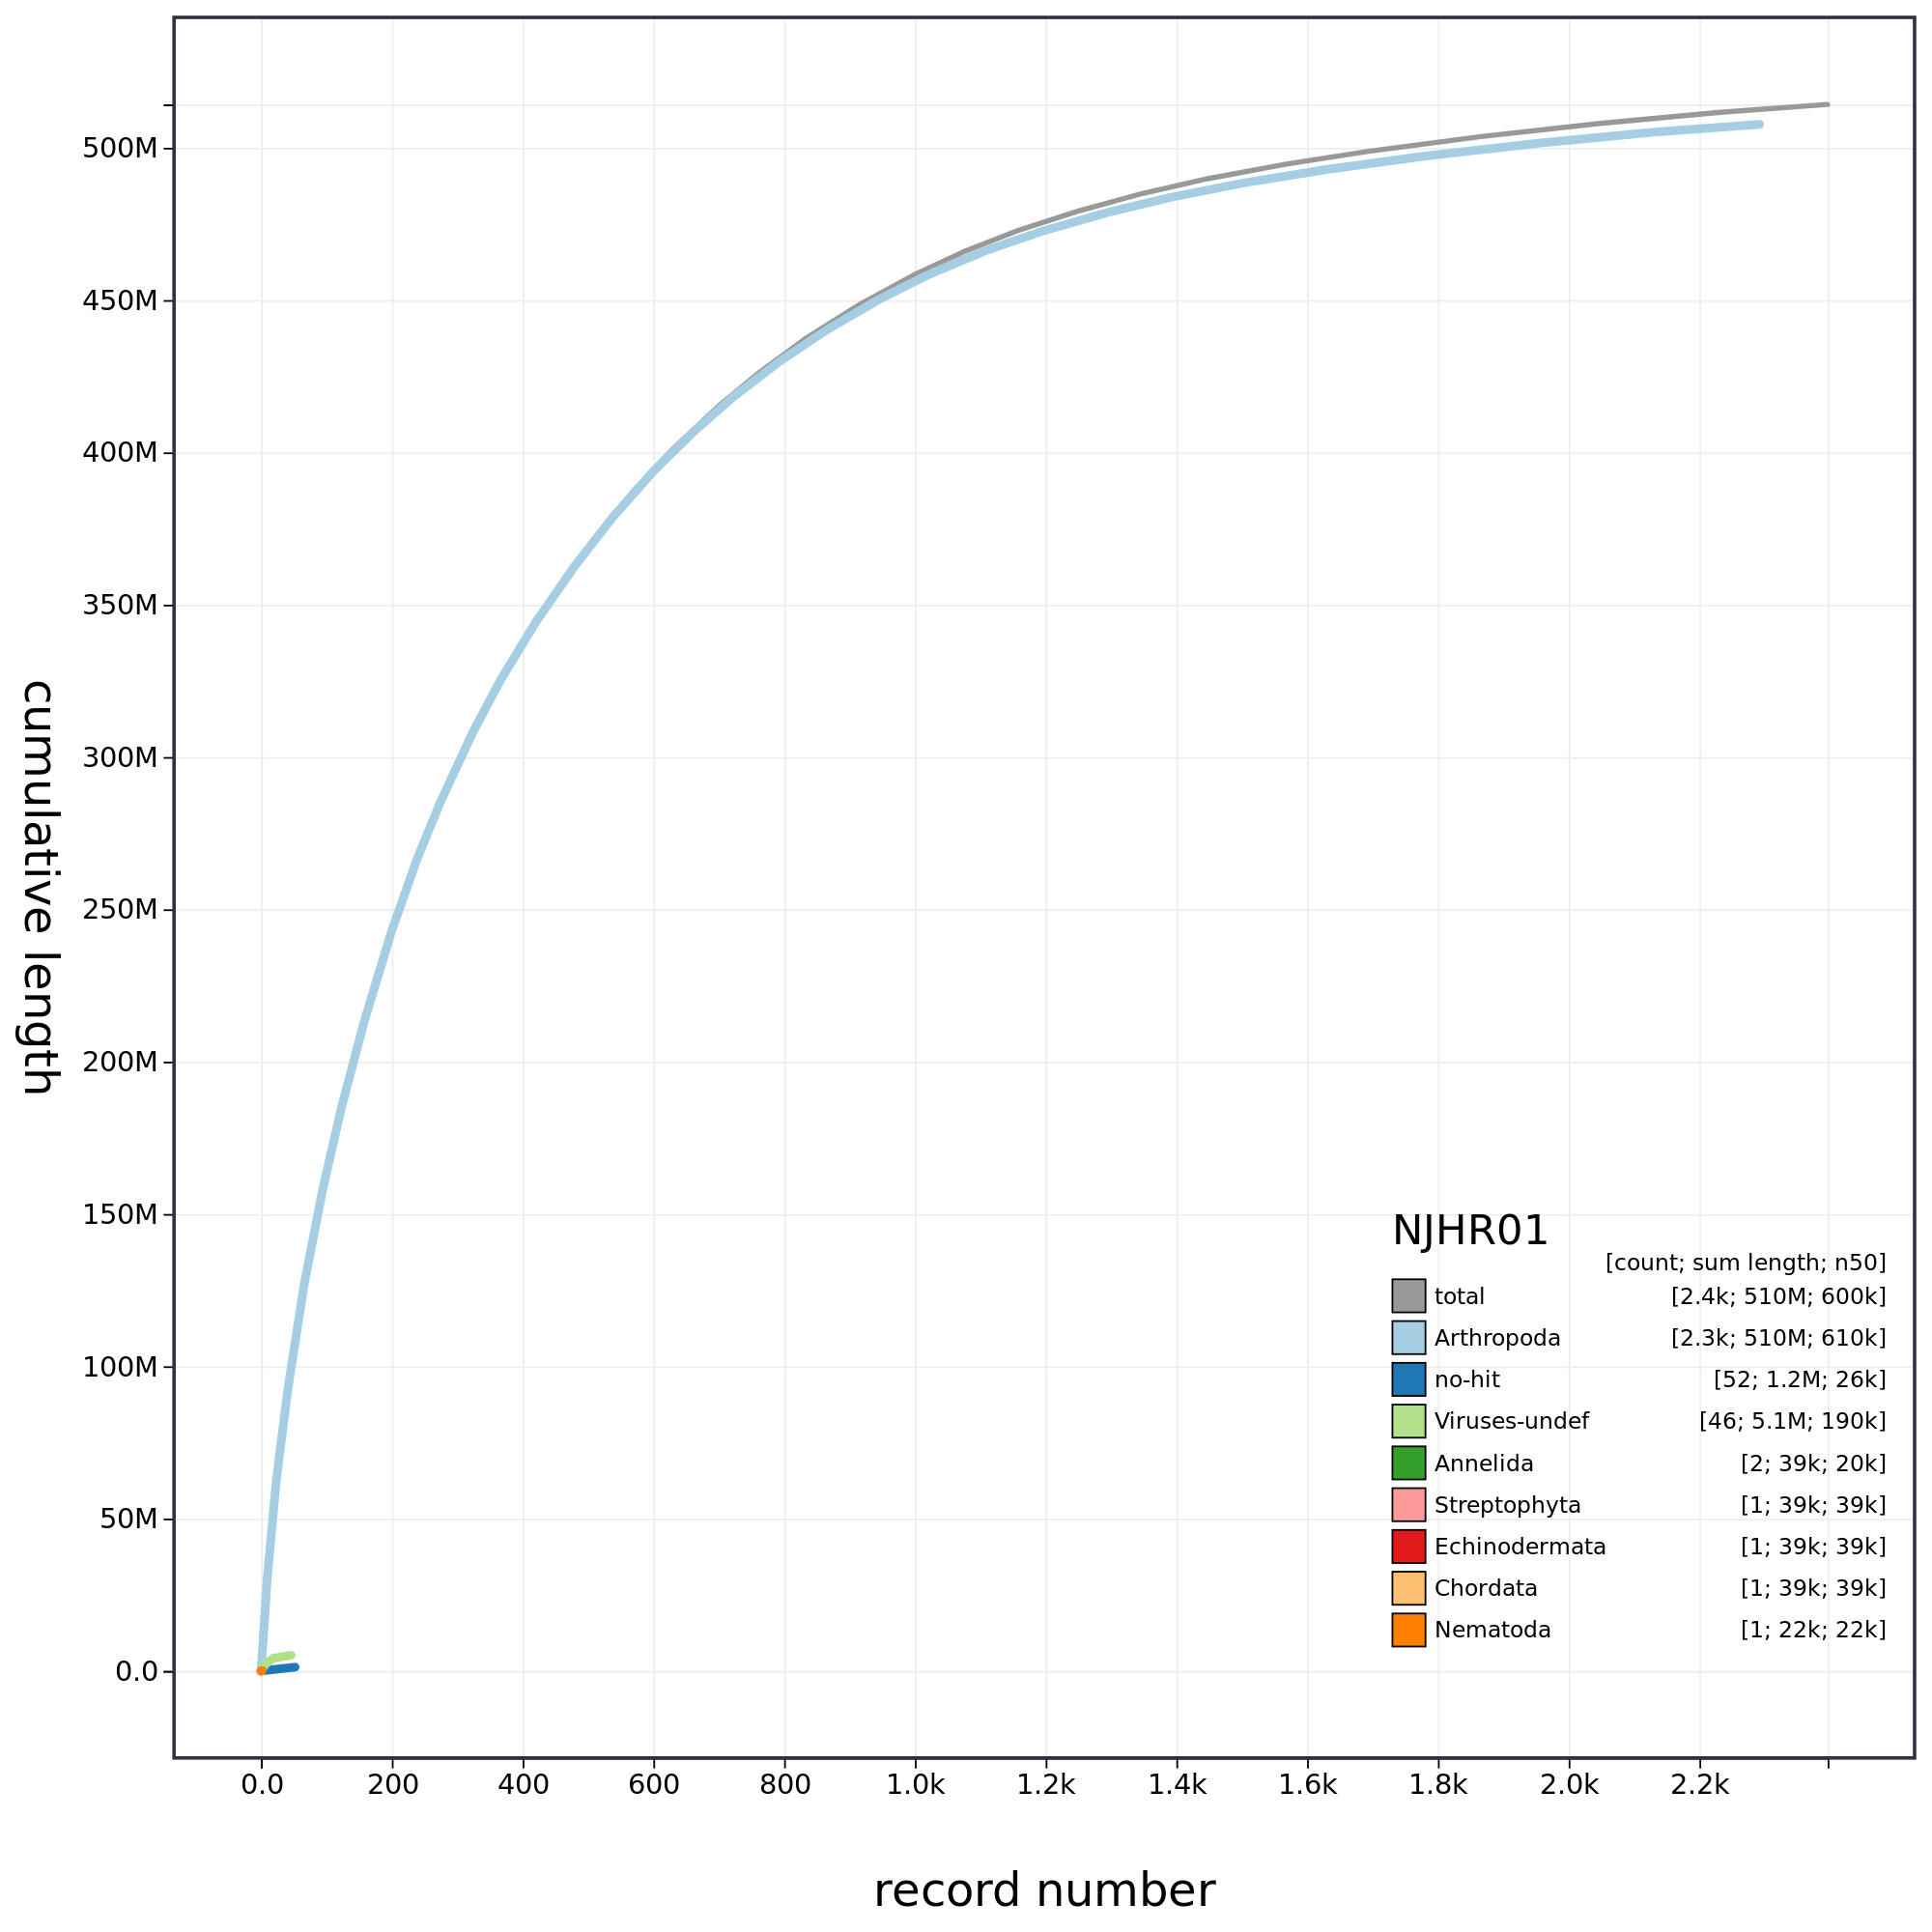 cumulative length
500M
450M
400M
350M
300M
250M
200M
150M
100M
50M
0.0
NJHR01
[count; sum length; n50]
total [2.4k; 510M; 600k]
Arthropoda [2.3k; 510M; 610k]
no-hit [52; 1.2M; 26k]
Viruses-undef [46; 5.1M; 190k]
Annelida [2; 39k; 20k]
Streptophyta [1; 39k; 39k]
Echinodermata [1; 39k; 39k]
Chordata [1; 39k; 39k]
Nematoda [1; 22k; 22k]
0.0 200 400 600 800 1.0k 1.2k 1.4k 1.6k 1.8k 2.0k 2.2k
record number